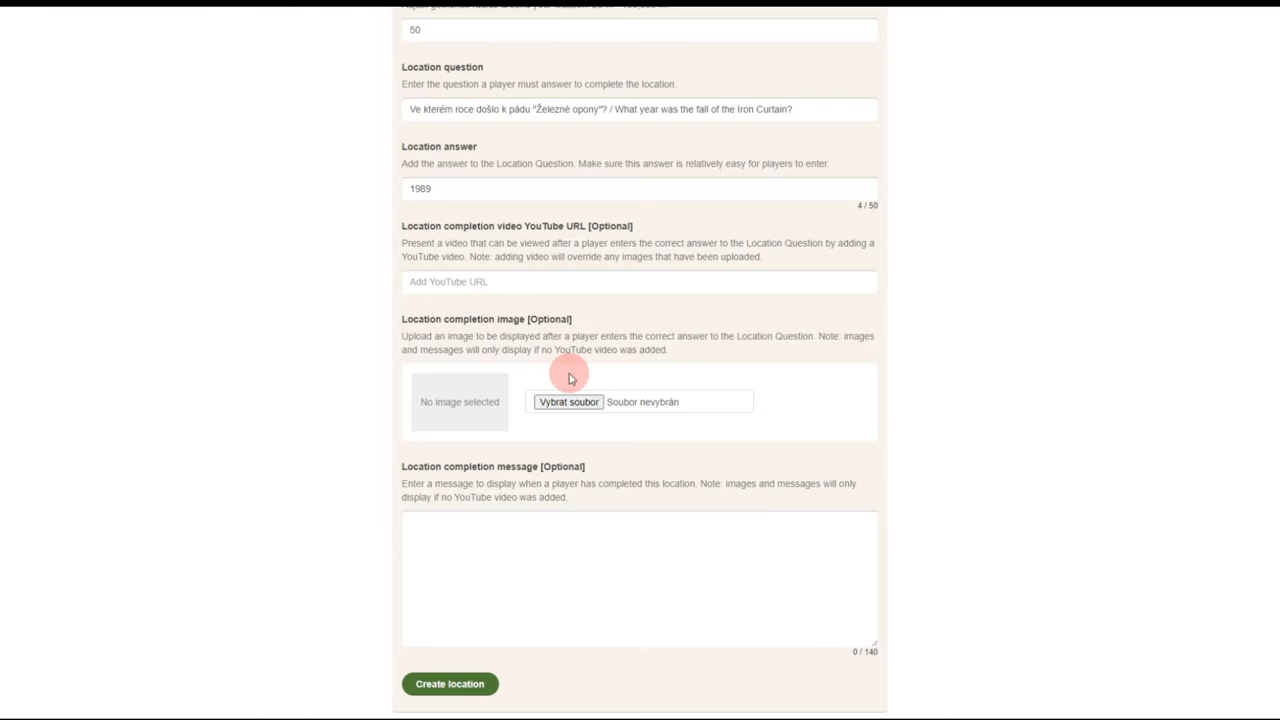 50
Location question
Enter the question a player must answer to complete the location.
Ve kterém roce došlo k pádu "Železné opony"? / What year was the fall of the Iron Curtain?
Location answer
Add the answer to the Location Question. Make sure this answer is relatively easy for players to enter.
1989
4 / 50
Location completion video YouTube URL [Optional]
Present a video that can be viewed after a player enters the correct answer to the Location Question by adding a
YouTube video. Note: adding video will override any images that have been uploaded.
Add YouTube URL
Location completion image [Optional]
Upload an image to be displayed after a player enters the correct answer to the Location Question. Note: images
and messages will only display if no YouTube video was added.
No image selected
Vybrat soubor Soubor nevybrán
Location completion message [Optional]
Enter a message to display when a player has completed this location. Note: images and messages will only
display if no YouTube video was added.
0 / 140
Create location